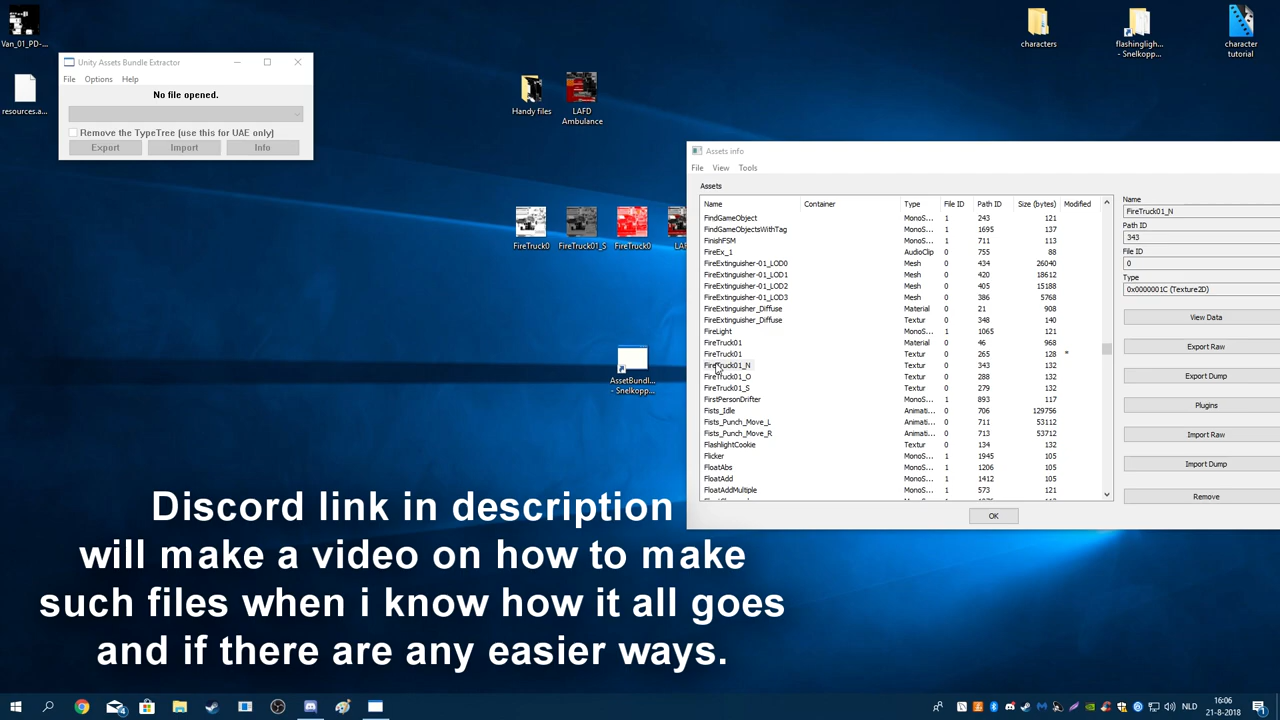 Van_01_PD-...
resources.a...
Unity Assets Bundle Extractor
File Options Help
No file opened.
Remove the TypeTree (use this for UAE only)
Export Import Info
Handy files
LAFD
Ambulance
characters
flashingligh...
- Snelkopp...
character
tutorial
FireTruck0
FireTruck01_S
FireTruck0
AssetBundl...
- Snelkopp...
Assets info
File View Tools
Assets
Name Container Type File ID Path ID Size (bytes) Modified
FindGameObject MonoS... 1 243 121
FindGameObjectsWithTag MonoS... 1 1695 137
FinishFSM MonoS... 1 711 113
FireEx_1 AudioClip 0 755 88
FireExtinguisher-01_LOD0 Mesh 0 434 26040
FireExtinguisher-01_LOD1 Mesh 0 420 18612
FireExtinguisher-01_LOD2 Mesh 0 405 15188
FireExtinguisher-01_LOD3 Mesh 0 386 5768
FireExtinguisher_Diffuse Material 0 21 908
FireExtinguisher_Diffuse Textur 0 348 140
FireLight MonoS... 1 1065 121
FireTruck01 Material 0 46 968
FireTruck01 Textur 0 265 128 *
FireTruck01_N Textur 0 343 132
FireTruck01_O Textur 0 288 132
FireTruck01_S Textur 0 279 132
FirstPersonDrifter MonoS... 1 893 117
Fists_Idle Animati... 0 706 129756
Fists_Punch_Move_L Animati... 0 711 53112
Fists_Punch_Move_R Animati... 0 713 53712
FlashlightCookie Textur 0 134 132
Flicker MonoS... 1 1945 105
FloatAbs MonoS... 1 1206 105
FloatAdd MonoS... 1 1412 105
FloatAddMultiple MonoS... 1 573 121
OK
Name
FireTruck01_N
Path ID
343
File ID
0
Type
0x0000001C (Texture2D)
View Data
Export Raw
Export Dump
Plugins
Import Raw
Import Dump
Remove
Discord link in description
will make a video on how to make
such files when i know how it all goes
and if there are any easier ways.
NLD
16:06
21-8-2018